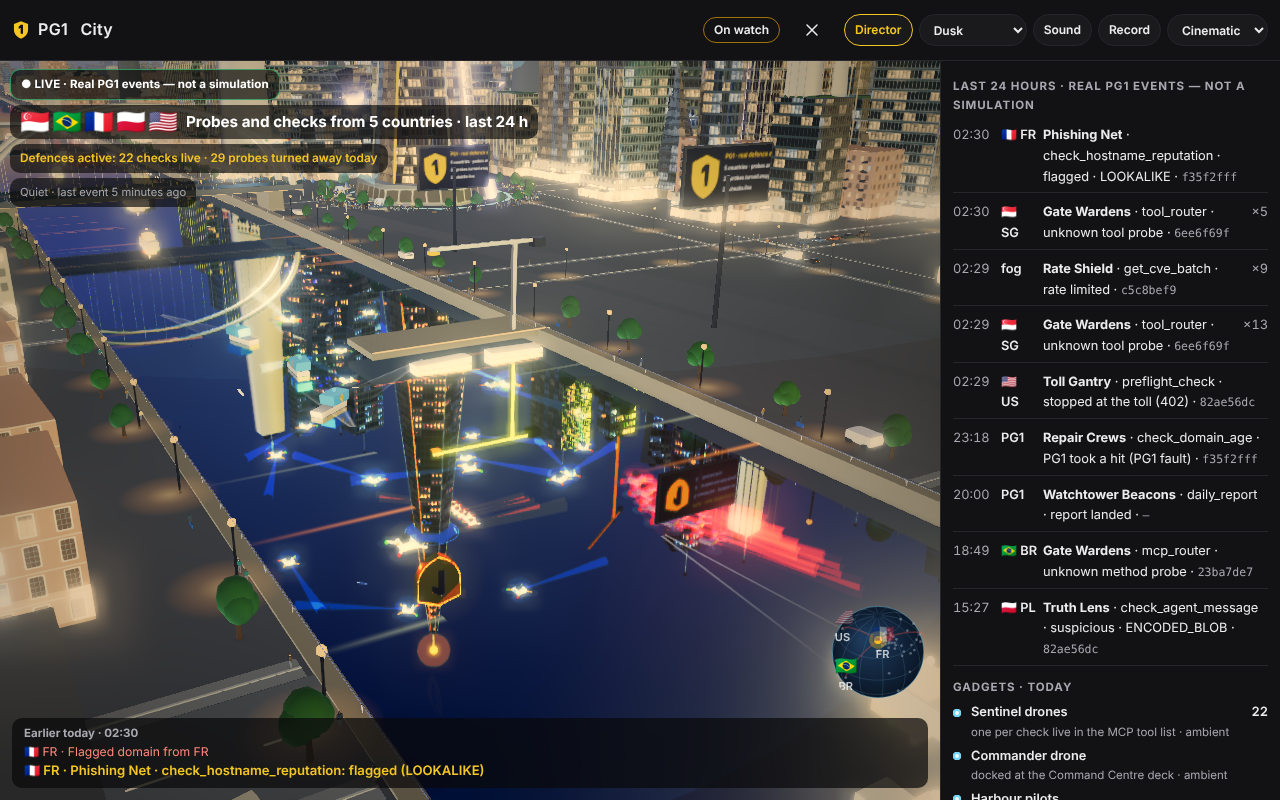 PG1 City
On watch
Director
Dusk
Sound
Record
Cinematic
LIVE · Real PG1 events — not a simulation
Probes and checks from 5 countries · last 24 h
Defences active: 22 checks live · 29 probes turned away today
Quiet · last event 5 minutes ago
US
FR
BR
Earlier today · 02:30
FR · Flagged domain from FR
FR · Phishing Net · check_hostname_reputation: flagged (LOOKALIKE)
LAST 24 HOURS · REAL PG1 EVENTS — NOT A
SIMULATION
02:30 FR Phishing Net ·
check_hostname_reputation ·
flagged · LOOKALIKE · f35f2fff
02:30 Gate Wardens · tool_router · ×5
SG unknown tool probe · 6ee6f69f
02:29 fog Rate Shield · get_cve_batch · ×9
rate limited · c5c8bef9
02:29 Gate Wardens · tool_router · ×13
SG unknown tool probe · 6ee6f69f
02:29 Toll Gantry · preflight_check ·
US stopped at the toll (402) · 82ae56dc
23:18 PG1 Repair Crews · check_domain_age ·
PG1 took a hit (PG1 fault) · f35f2fff
20:00 PG1 Watchtower Beacons · daily_report
· report landed · —
18:49 BR Gate Wardens · mcp_router ·
unknown method probe · 23ba7de7
15:27 PL Truth Lens · check_agent_message
· suspicious · ENCODED_BLOB ·
82ae56dc
GADGETS · TODAY
Sentinel drones 22
one per check live in the MCP tool list · ambient
Commander drone
docked at the Command Centre deck · ambient
Harbour pilots